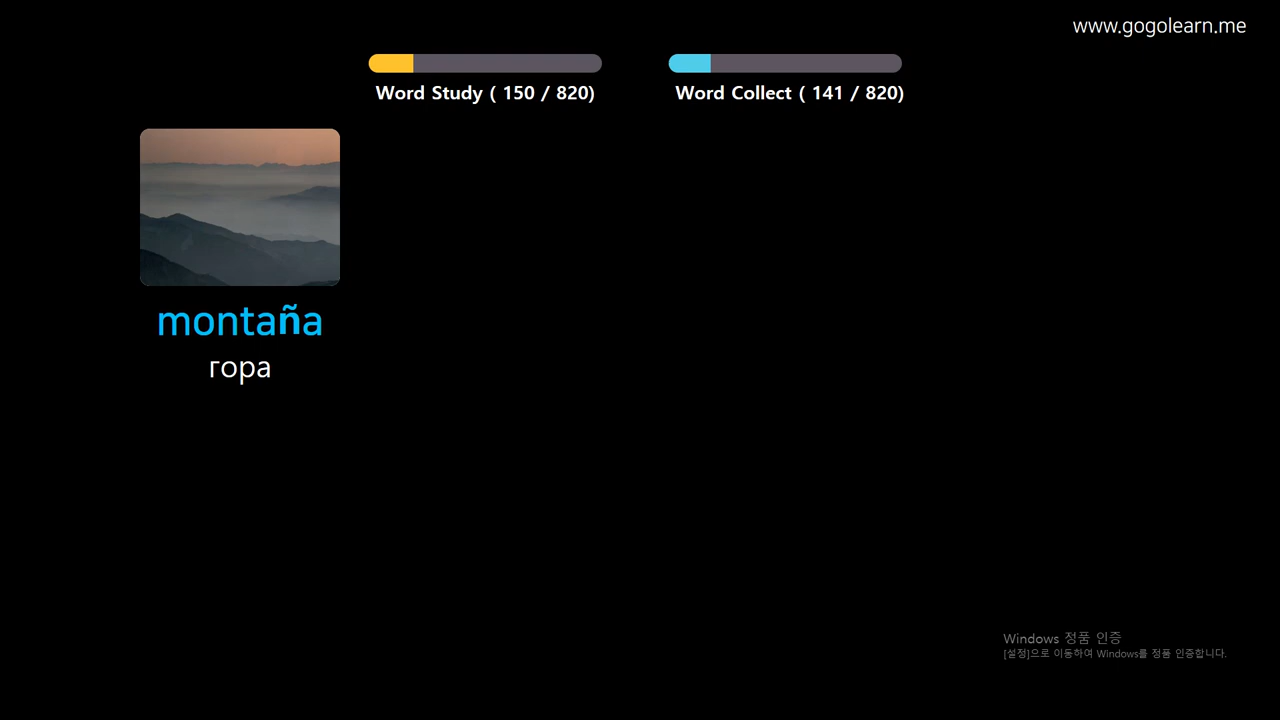 www.gogolearn.me
Word Study ( 150 / 820)
Word Collect ( 141 / 820)
montaña
гора
Windows 정품 인증
[설정]으로 이동하여 Windows를 정품 인증합니다.